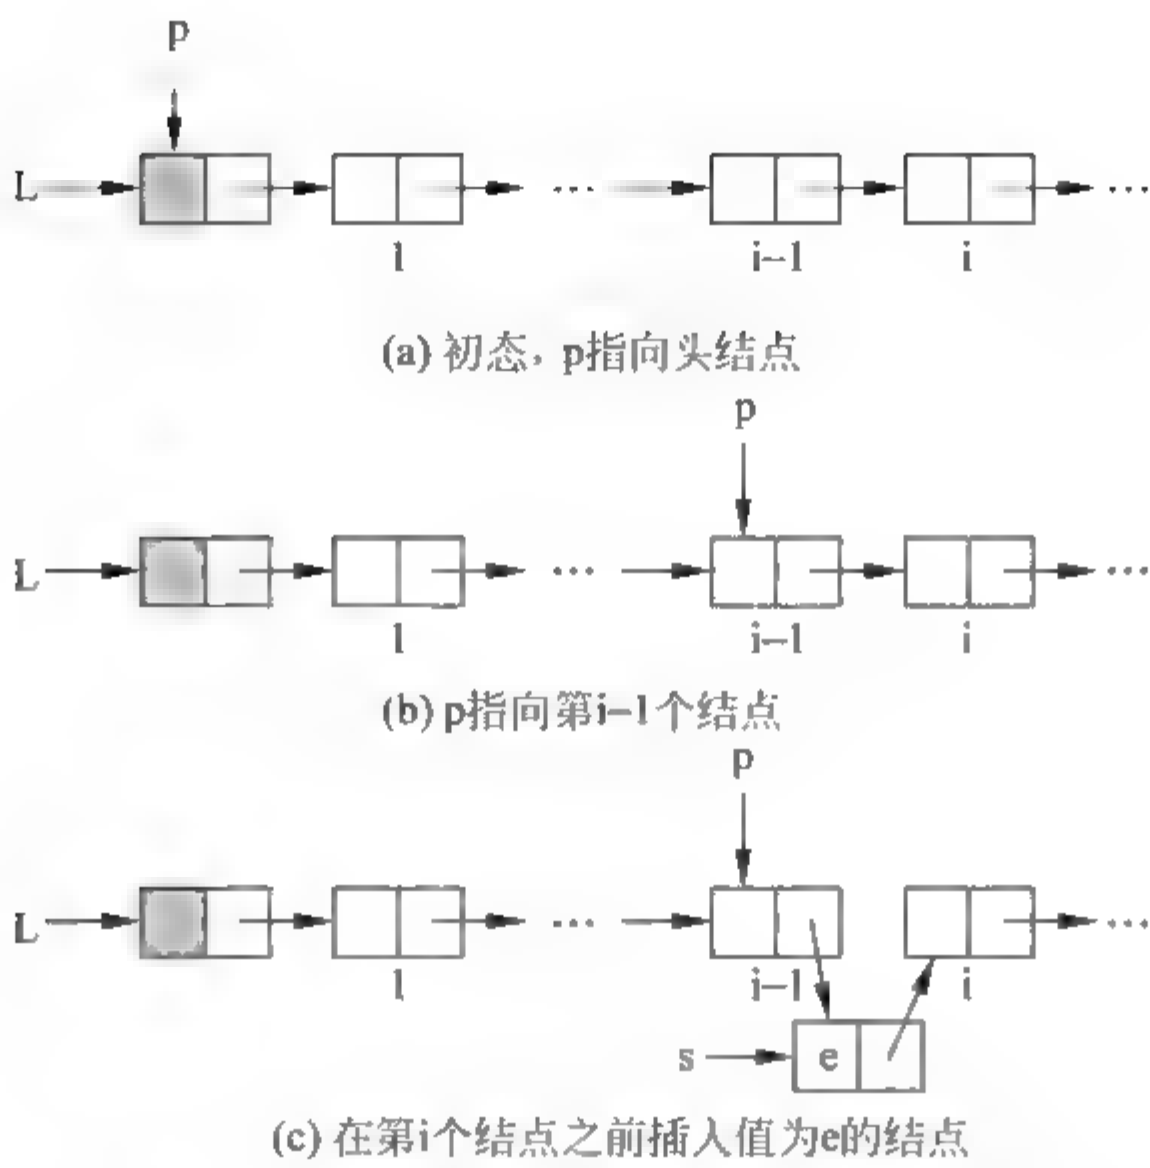 p
L … …
1 i-1 i
(a) 初态，p指向头结点
p
L … …
1 i-1 i
(b) p指向第i-1个结点
p
L … …
1 i-1 i
s e
(c) 在第i个结点之前插入值为e的结点